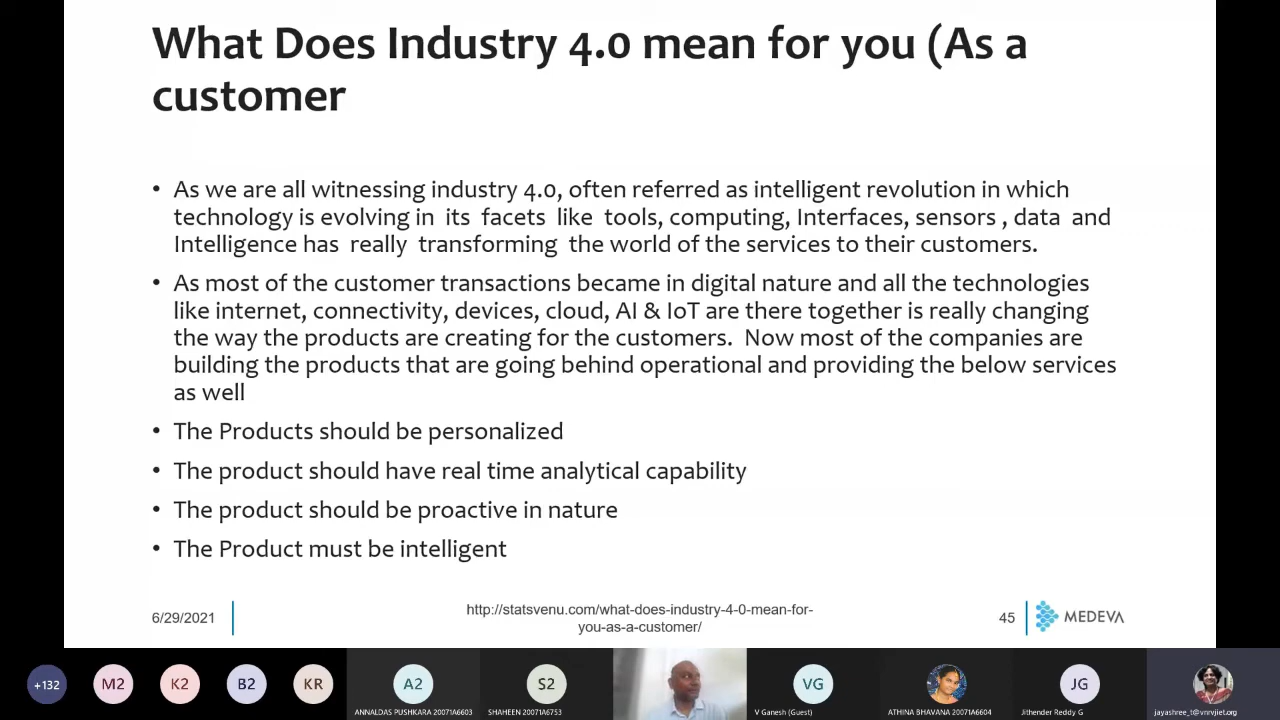 What Does Industry 4.0 mean for you (As a
customer
• As we are all witnessing industry 4.0, often referred as intelligent revolution in which
technology is evolving in its facets like tools, computing, Interfaces, sensors , data and
Intelligence has really transforming the world of the services to their customers.
• As most of the customer transactions became in digital nature and all the technologies
like internet, connectivity, devices, cloud, AI & IoT are there together is really changing
the way the products are creating for the customers. Now most of the companies are
building the products that are going behind operational and providing the below services
as well
• The Products should be personalized
• The product should have real time analytical capability
• The product should be proactive in nature
• The Product must be intelligent
6/29/2021
http://statsvenu.com/what-does-industry-4-0-mean-for-
you-as-a-customer/
45
MEDEVA
+132
M2
K2
B2
KR
A2
S2
VG
JG
ANNALDAS PUSHKARA 20071A6603
SHAHEEN 20071A6753
V Ganesh (Guest)
ATHINA BHAVANA 20071A6604
Jithender Reddy G
jayashree_t@vnrvjiet.org